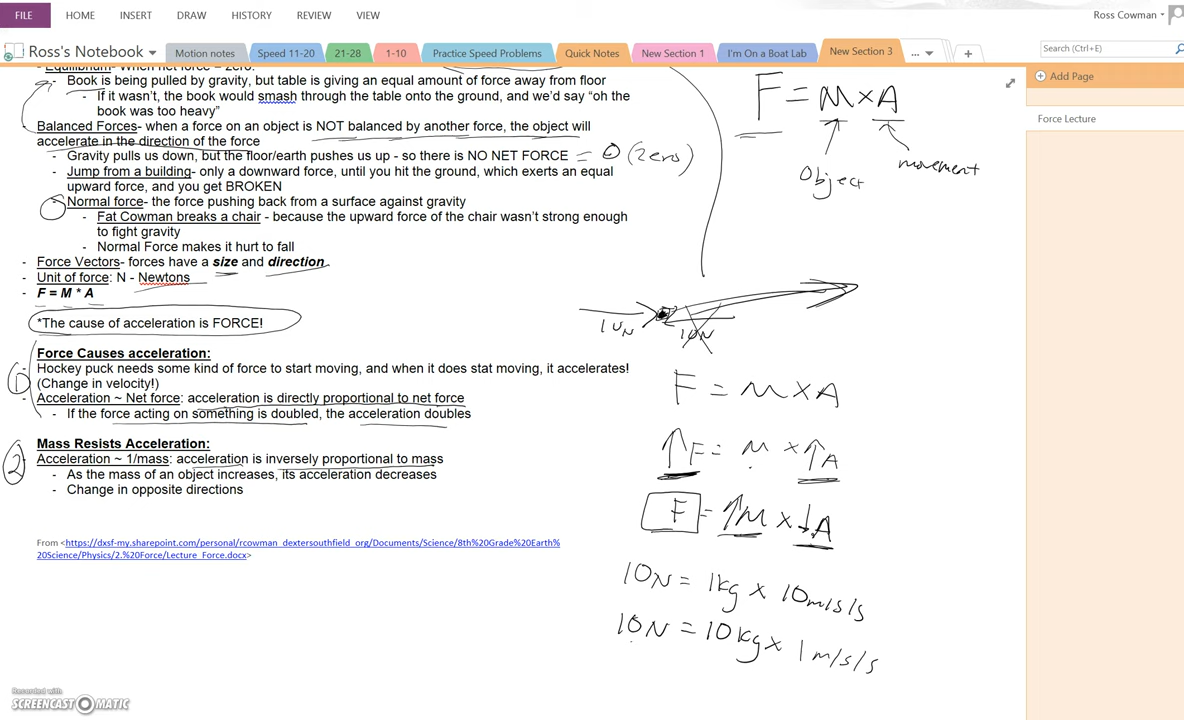 Ross Cowman
FILE HOME INSERT DRAW HISTORY REVIEW VIEW
Ross's Notebook Motion notes Speed 11-20 21-28 1-10 Practice Speed Problems Quick Notes New Section 1 I'm On a Boat Lab New Section 3 ... + Search (Ctrl+E)
Add Page
Force Lecture
- Equilibrium- When net force = zero.
- Book is being pulled by gravity, but table is giving an equal amount of force away from floor
- If it wasn't, the book would smash through the table onto the ground, and we'd say "oh the
book was too heavy"
- Balanced Forces- when a force on an object is NOT balanced by another force, the object will
accelerate in the direction of the force
- Gravity pulls us down, but the floor/earth pushes us up - so there is NO NET FORCE = 0 (zero)
- Jump from a building- only a downward force, until you hit the ground, which exerts an equal
upward force, and you get BROKEN
- Normal force- the force pushing back from a surface against gravity
- Fat Cowman breaks a chair - because the upward force of the chair wasn't strong enough
to fight gravity
- Normal Force makes it hurt to fall
- Force Vectors- forces have a size and direction
- Unit of force: N - Newtons
- F = M * A
*The cause of acceleration is FORCE!
Force Causes acceleration:
1
- Hockey puck needs some kind of force to start moving, and when it does stat moving, it accelerates!
(Change in velocity!)
- Acceleration ~ Net force: acceleration is directly proportional to net force
- If the force acting on something is doubled, the acceleration doubles
Mass Resists Acceleration:
2
- Acceleration ~ 1/mass: acceleration is inversely proportional to mass
- As the mass of an object increases, its acceleration decreases
- Change in opposite directions
From <https://dxsf-my.sharepoint.com/personal/rcowman_dextersouthfield_org/Documents/Science/8th%20Grade%20Earth%
20Science/Physics/2.%20Force/Lecture_Force.docx>
F = M × A
Object
movement
10N
10N
F = M × A
↑F = M × ↑A
F = ↑M × ↓A
10N = 1kg × 10m/s/s
10N = 10kg × 1m/s/s
Recorded with
SCREENCAST MATIC